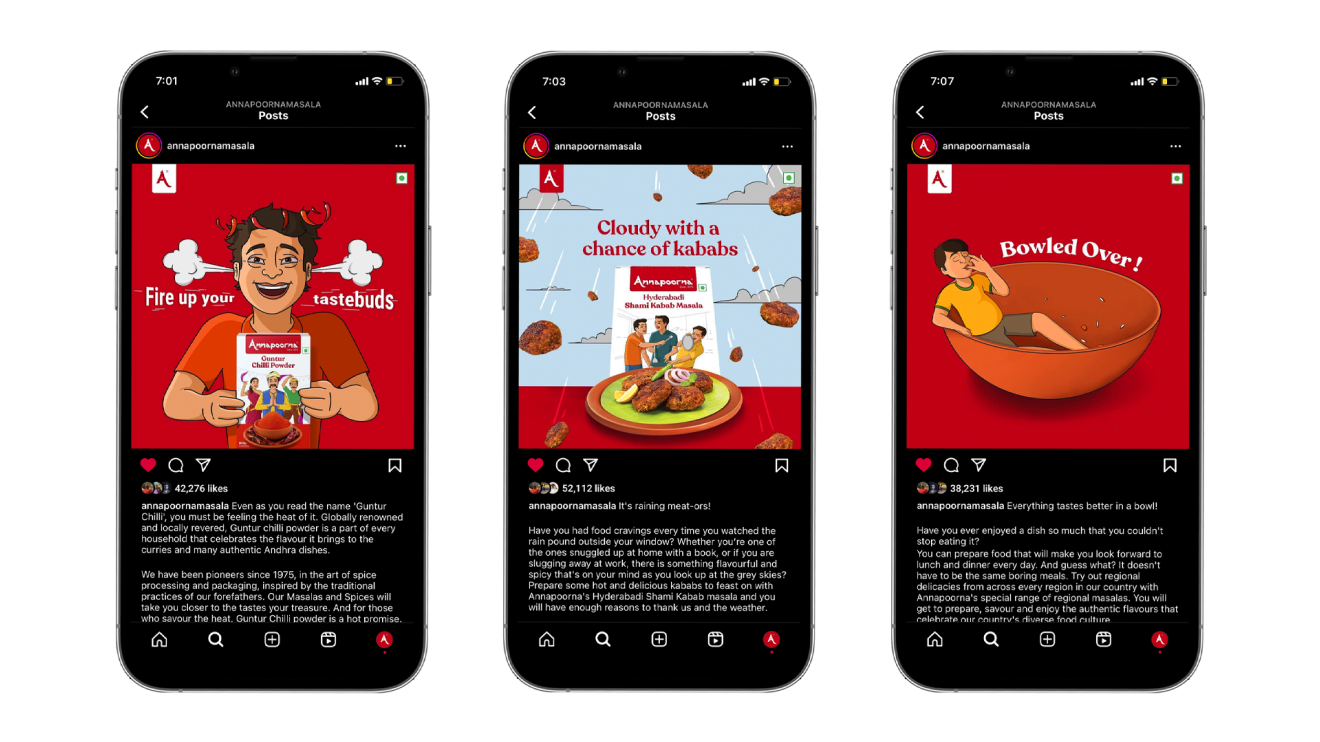 7:01
ANNAPOORNAMASALA
Posts
annapoornamasala
Fire up your tastebuds
Annapoorna
Guntur
Chilli Powder
42,276 likes
annapoornamasala Even as you read the name 'Guntur
Chilli', you must be feeling the heat of it. Globally renowned
and locally revered, Guntur chilli powder is a part of every
household that celebrates the flavour it brings to the
curries and many authentic Andhra dishes.
We have been pioneers since 1975, in the art of spice
processing and packaging, inspired by the traditional
practices of our forefathers. Our Masalas and Spices will
take you closer to the tastes your treasure. And for those
who savour the heat, Guntur Chilli powder is a hot promise.
7:03
ANNAPOORNAMASALA
Posts
annapoornamasala
Cloudy with a
chance of kababs
Annapoorna
Hyderabadi
Shami Kabab Masala
52,112 likes
annapoornamasala It's raining meat-ors!
Have you had food cravings every time you watched the
rain pound outside your window? Whether you're one of
the ones snuggled up at home with a book, or if you are
slugging away at work, there is something flavourful and
spicy that's on your mind as you look up at the grey skies?
Prepare some hot and delicious kababs to feast on with
Annapoorna's Hyderabadi Shami Kabab masala and you
will have enough reasons to thank us and the weather.
7:07
ANNAPOORNAMASALA
Posts
annapoornamasala
Bowled Over!
38,231 likes
annapoornamasala Everything tastes better in a bowl!
Have you ever enjoyed a dish so much that you couldn't
stop eating it?
You can prepare food that will make you look forward to
lunch and dinner every day. And guess what? It doesn't
have to be the same boring meals. Try out regional
delicacies from across every region in our country with
Annapoorna's special range of regional masalas. You will
get to prepare, savour and enjoy the authentic flavours that
celebrate our country's diverse food culture.